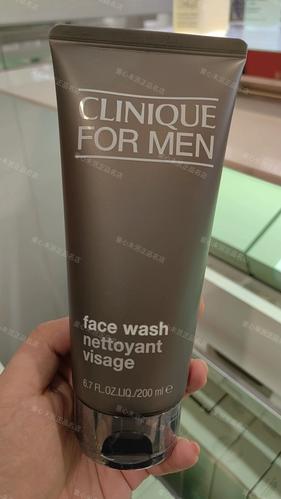 CLINIQUE
FOR MEN
face wash
nettoyant
visage
6.7 FL.OZ.LIQ./200 ml e